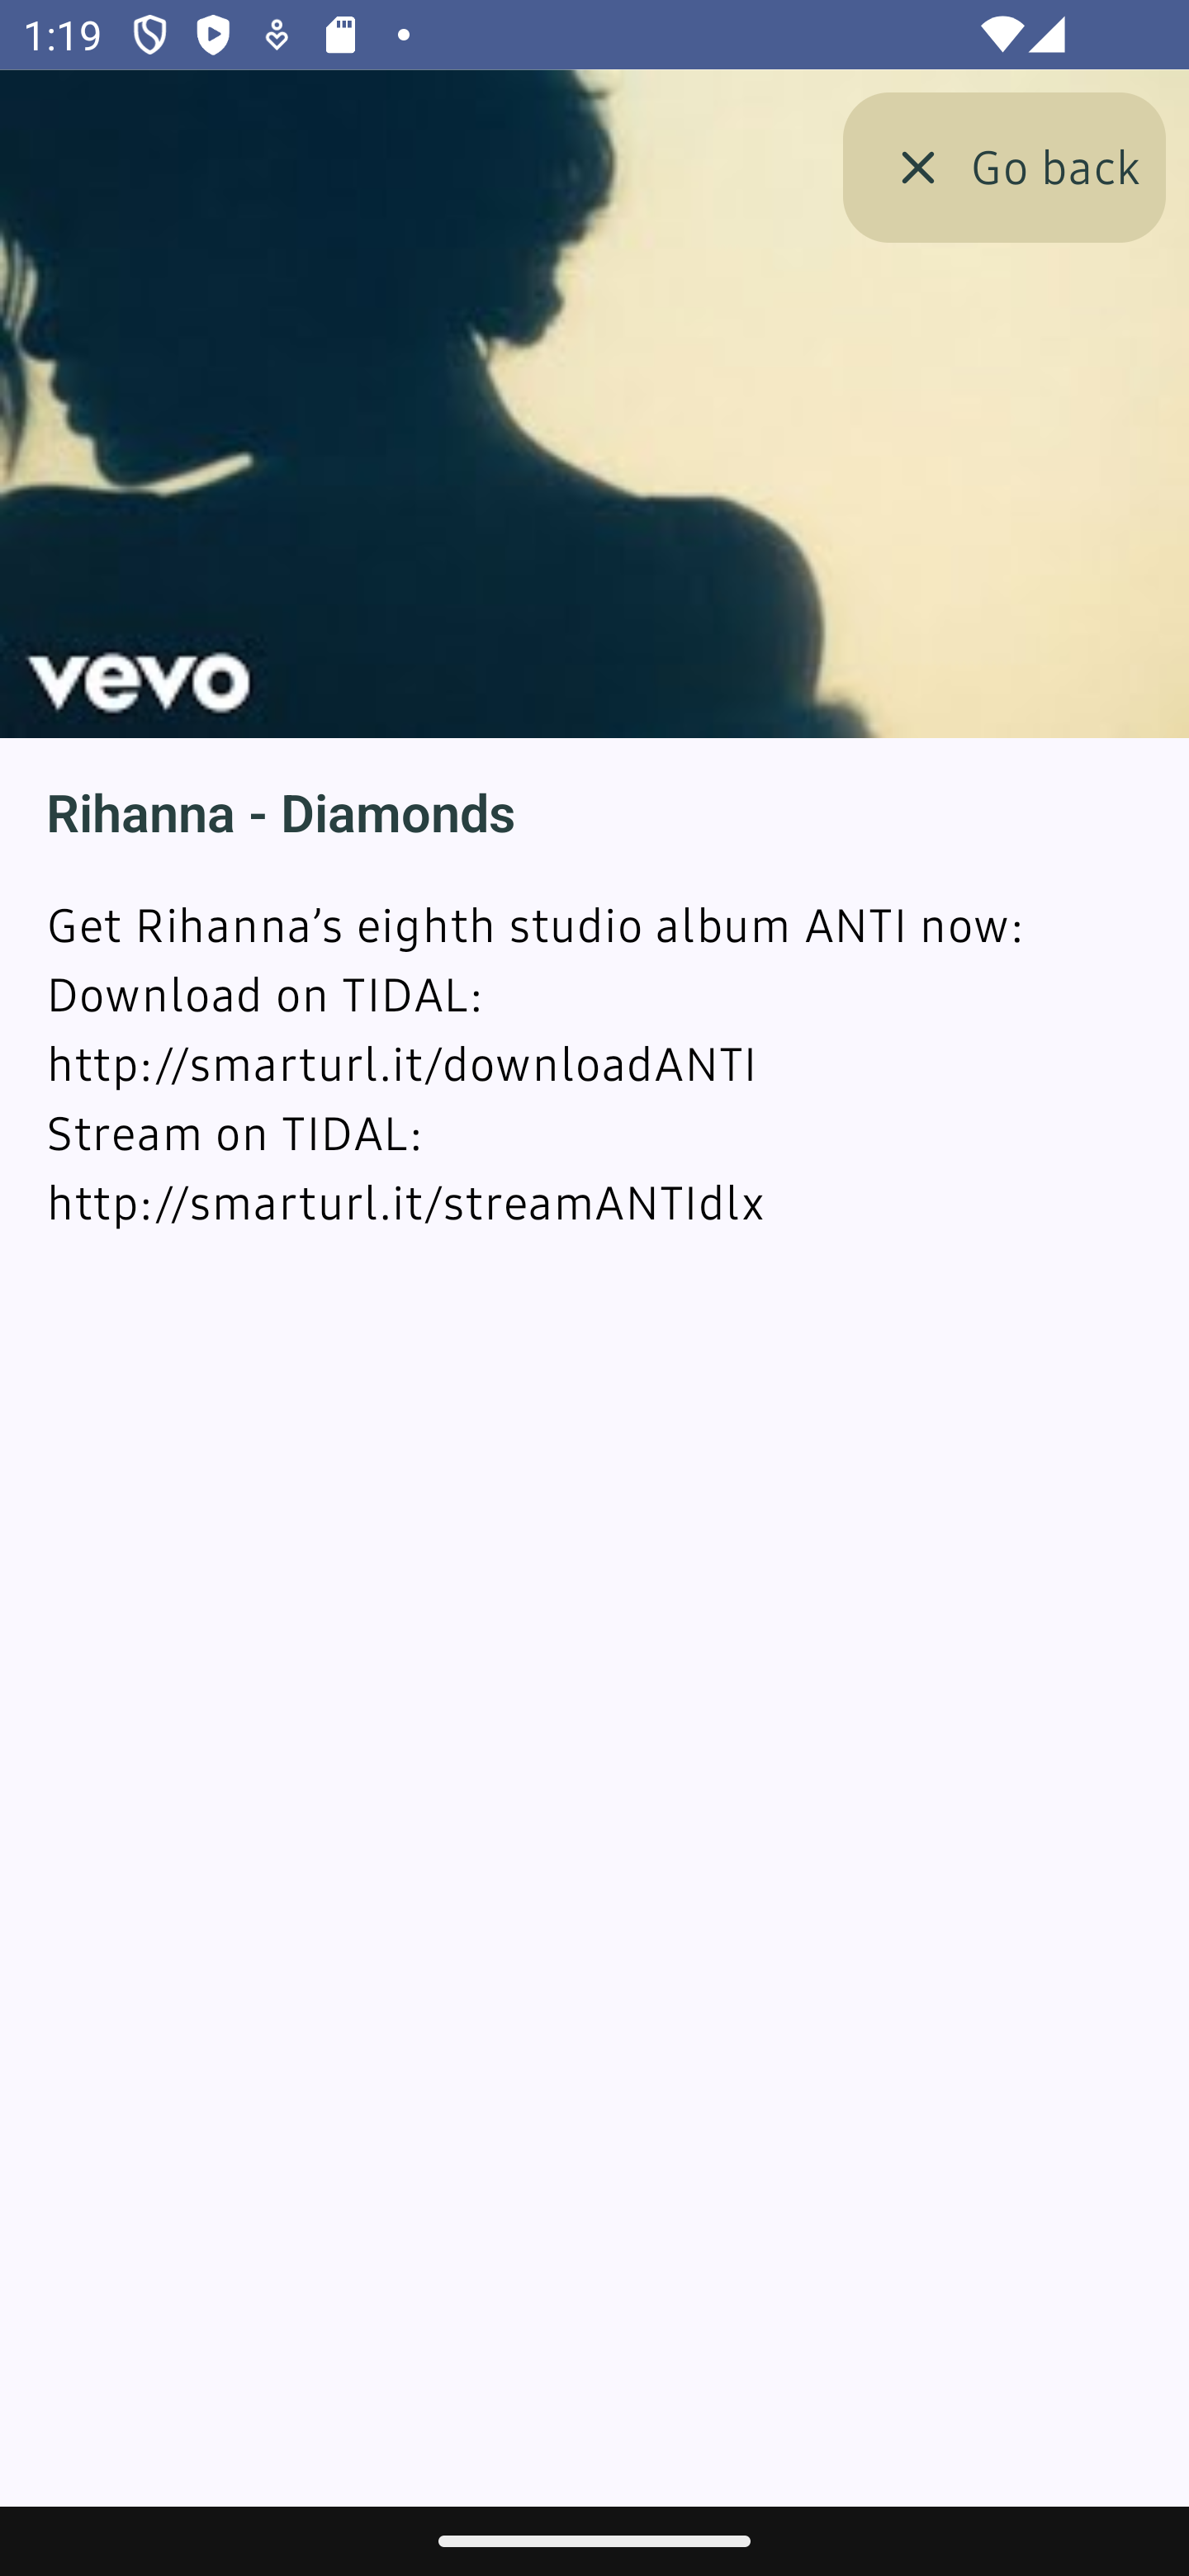 1:19
Go back
vevo
Rihanna - Diamonds
Get Rihanna’s eighth studio album ANTI now:
Download on TIDAL:
http://smarturl.it/downloadANTI
Stream on TIDAL:
http://smarturl.it/streamANTIdlx